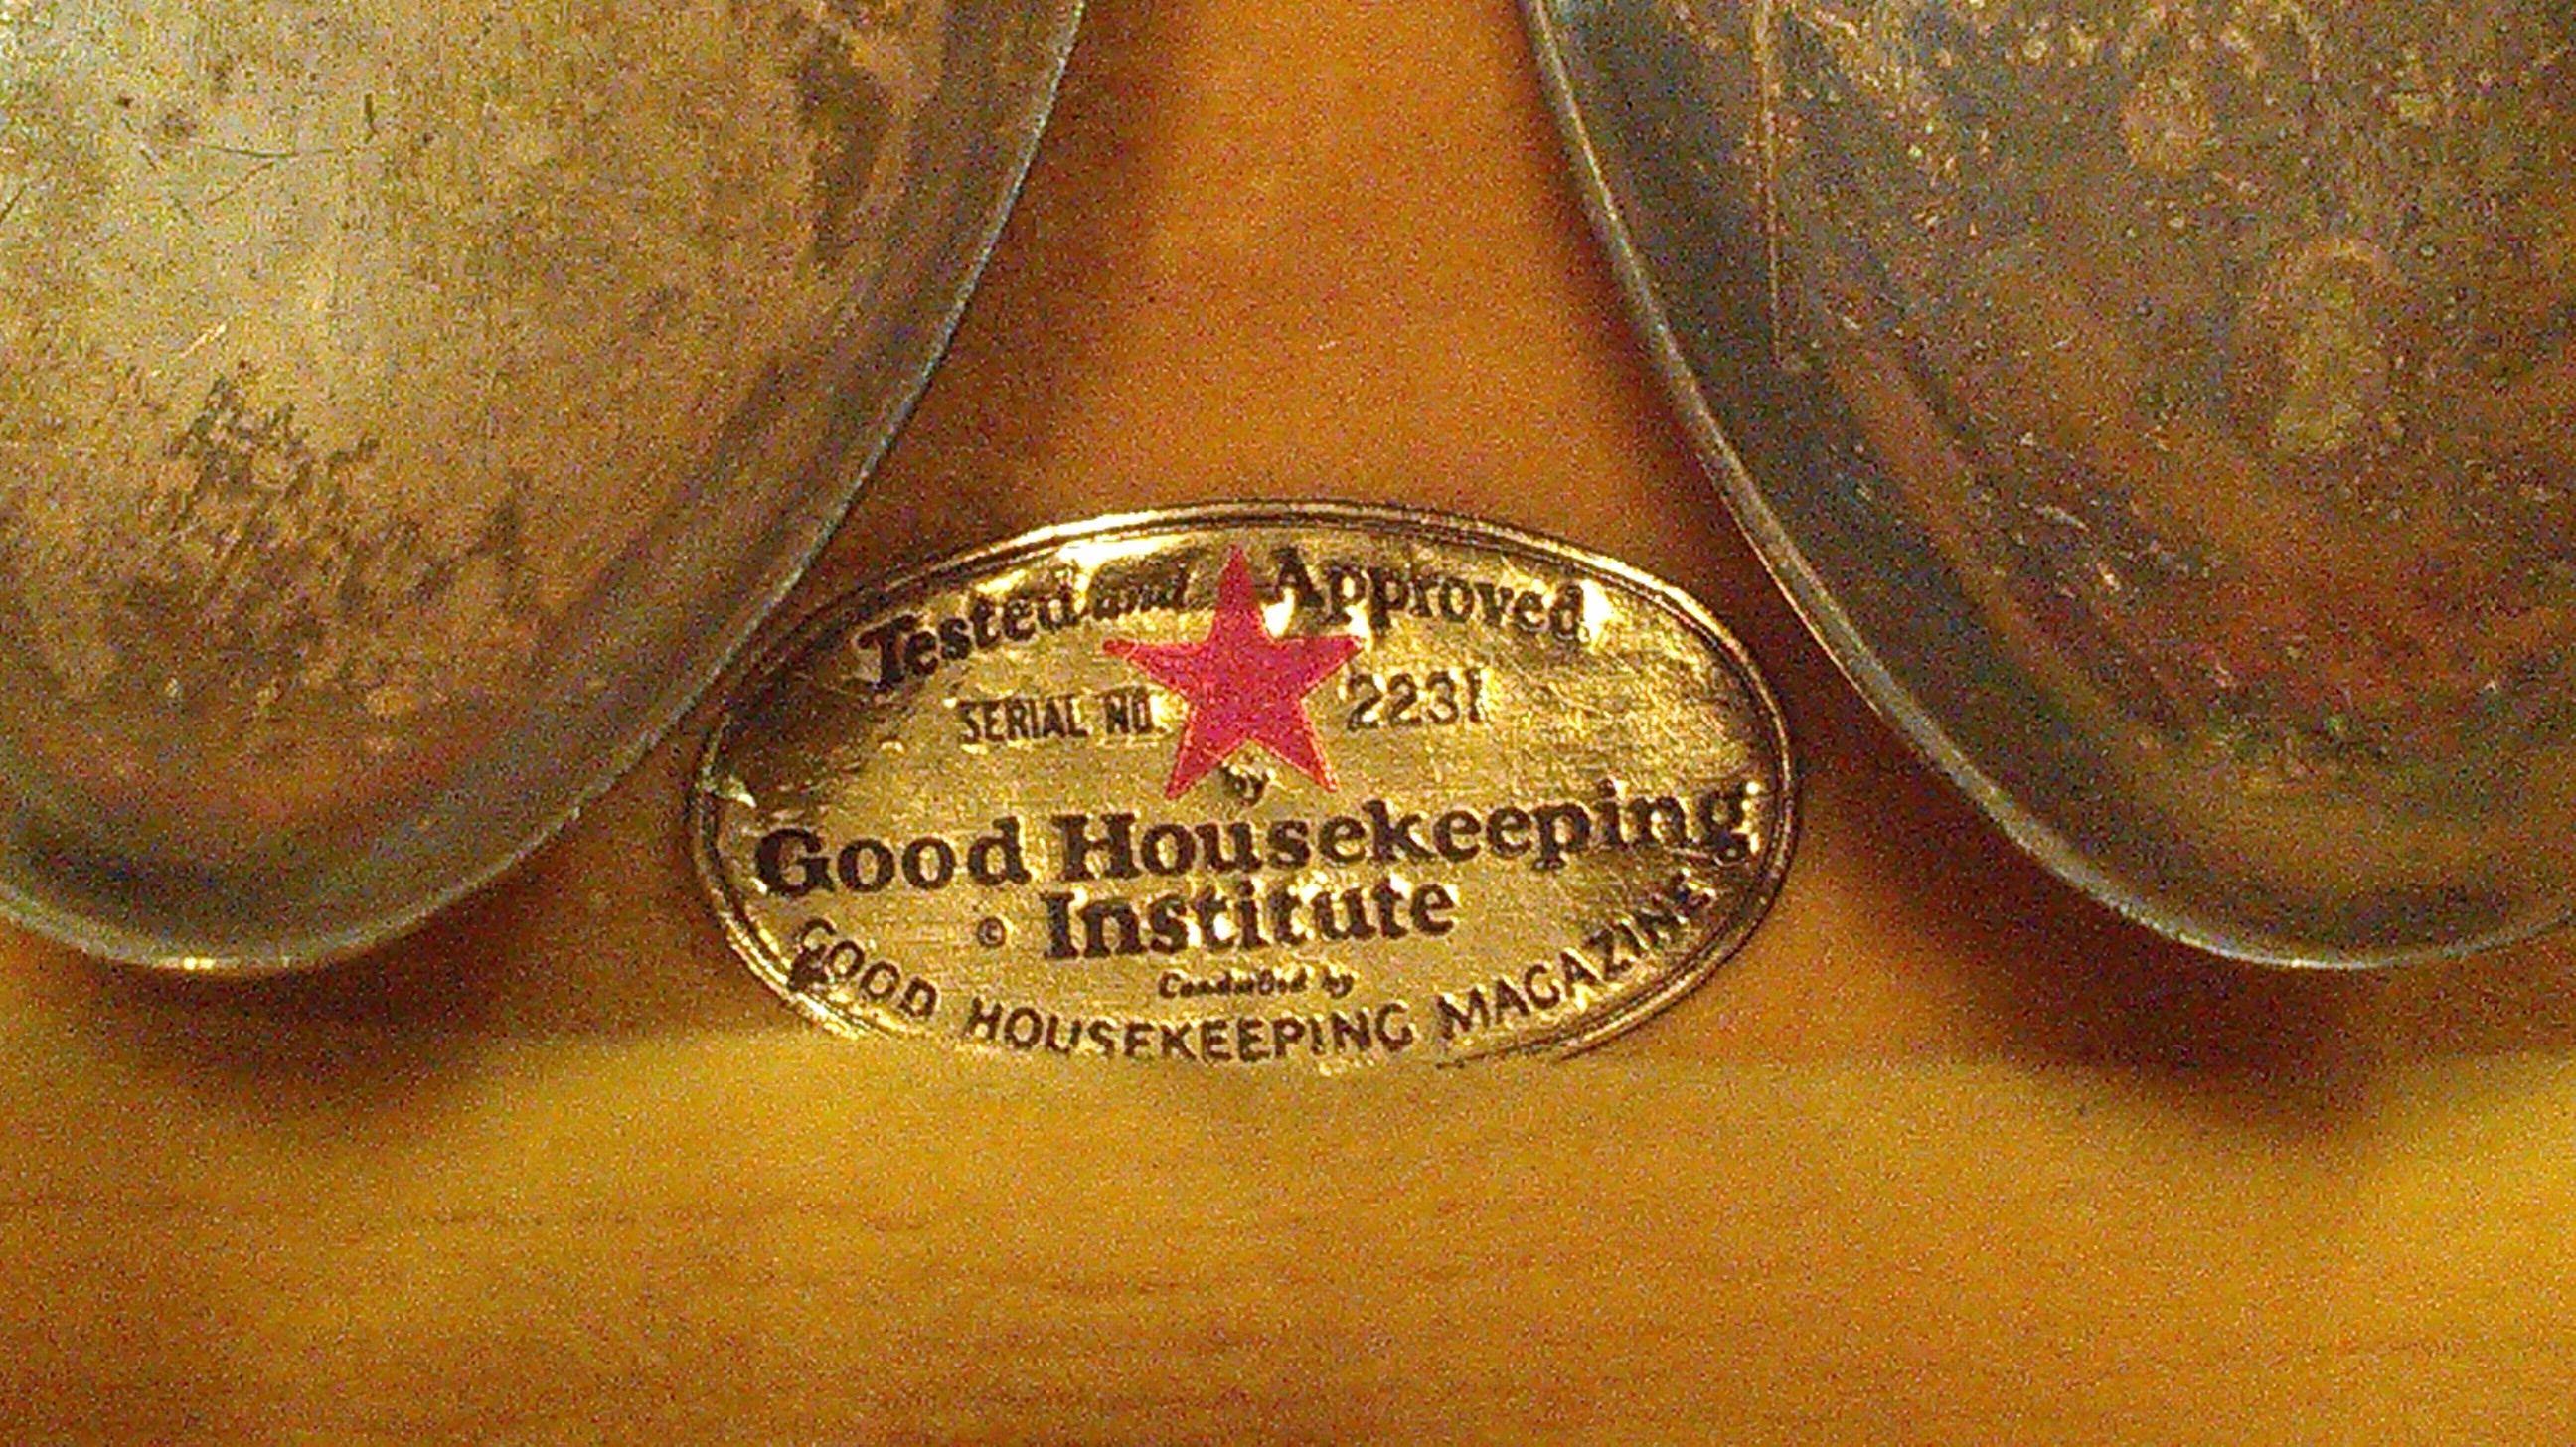 Tested and Approved
SERIAL NO. 2231
by
Good Housekeeping
© Institute
Conducted by
GOOD HOUSEKEEPING MAGAZINE